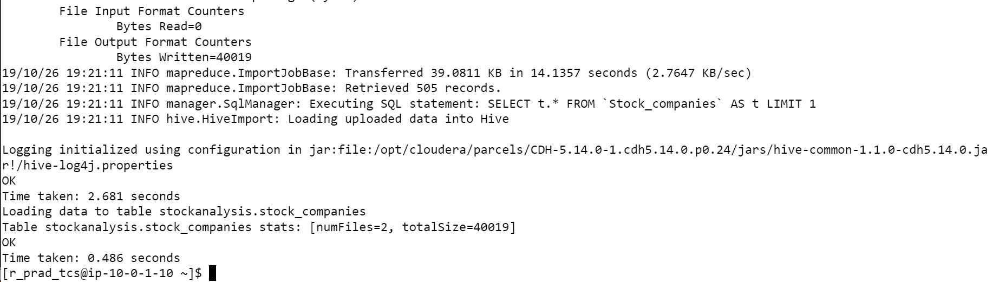 File Input Format Counters
Bytes Read=0
File Output Format Counters
Bytes Written=40019
19/10/26 19:21:11 INFO mapreduce.ImportJobBase: Transferred 39.0811 KB in 14.1357 seconds (2.7647 KB/sec)
19/10/26 19:21:11 INFO mapreduce.ImportJobBase: Retrieved 505 records.
19/10/26 19:21:11 INFO manager.SqlManager: Executing SQL statement: SELECT t.* FROM `Stock_companies` AS t LIMIT 1
19/10/26 19:21:11 INFO hive.HiveImport: Loading uploaded data into Hive
Logging initialized using configuration in jar:file:/opt/cloudera/parcels/CDH-5.14.0-1.cdh5.14.0.p0.24/jars/hive-common-1.1.0-cdh5.14.0.ja
r!/hive-log4j.properties
OK
Time taken: 2.681 seconds
Loading data to table stockanalysis.stock_companies
Table stockanalysis.stock_companies stats: [numFiles=2, totalSize=40019]
OK
Time taken: 0.486 seconds
[r_prad_tcs@ip-10-0-1-10 ~]$